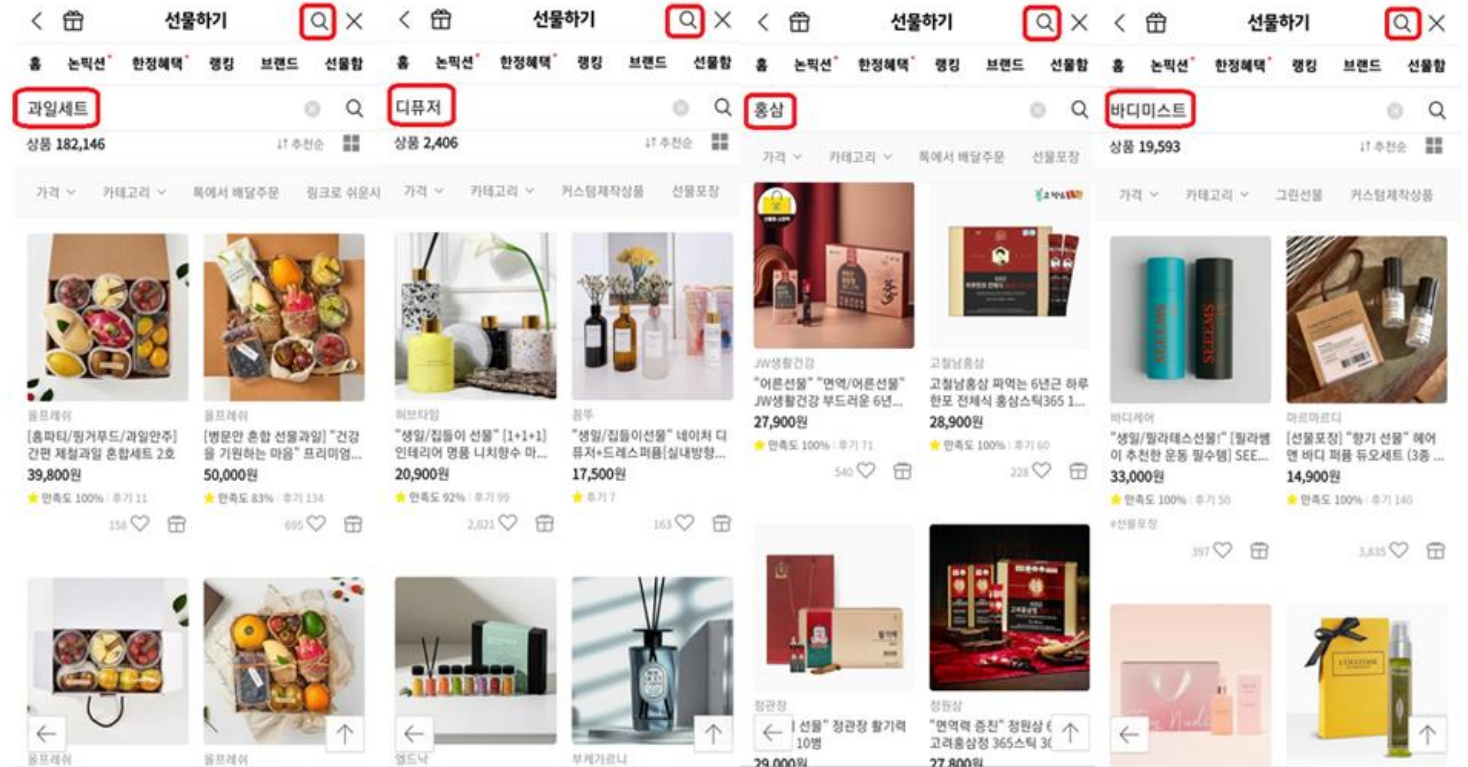 선물하기
홈 논픽션 한정혜택 랭킹 브랜드 선물함
과일세트
상품 182,146
↓↑ 추천순
가격 카테고리 톡에서 배달주문 링크로 쉬운시
올프레쉬
[홈파티/핑거푸드/과일안주]
간편 제철과일 혼합세트 2호
39,800원
만족도 100% 후기 11
158
올프레쉬
[병문안 혼합 선물과일] "건강
을 기원하는 마음" 프리미엄...
50,000원
만족도 83% 후기 134
695
올프레쉬
올프레쉬
선물하기
홈 논픽션 한정혜택 랭킹 브랜드 선물함
디퓨저
상품 2,406
↓↑ 추천순
가격 카테고리 커스텀제작상품 선물포장
허브타임
"생일/집들이 선물" [1+1+1]
인테리어 명품 니치향수 마...
20,900원
만족도 92% 후기 99
2,821
꿈뚜
"생일/집들이선물" 네이처 디
퓨저+드레스퍼퓸[실내방향...
17,500원
후기 7
163
엘드낙
부케가르니
선물하기
홈 논픽션 한정혜택 랭킹 브랜드 선물함
홍삼
가격 카테고리 톡에서 배달주문 선물포장
JW생활건강
"어른선물" "면역/어른선물"
JW생활건강 부드러운 6년...
27,900원
만족도 100% 후기 71
540
고철남홍삼
고철남홍삼 짜먹는 6년근 하루
한포 전체식 홍삼스틱365 1...
28,900원
만족도 100% 후기 60
228
정관장
선물" 정관장 활기력
10병
29,000원
정원삼
"면역력 증진" 정원삼 6
고려홍삼정 365스틱 30
27,800원
선물하기
홈 논픽션 한정혜택 랭킹 브랜드 선물함
바디미스트
상품 19,593
↓↑ 추천순
가격 카테고리 그린선물 커스텀제작상품
SEEMS
SEEMS
바디케어
"생일/필라테스선물!" [필라쌤
이 추천한 운동 필수템] SEE...
33,000원
만족도 100% 후기 50
#선물포장
397
마르마르디
[선물포장] "향기 선물" 헤어
앤 바디 퍼퓸 듀오세트 (3종 ...
14,900원
만족도 100% 후기 140
3,835
L'OCCITANE